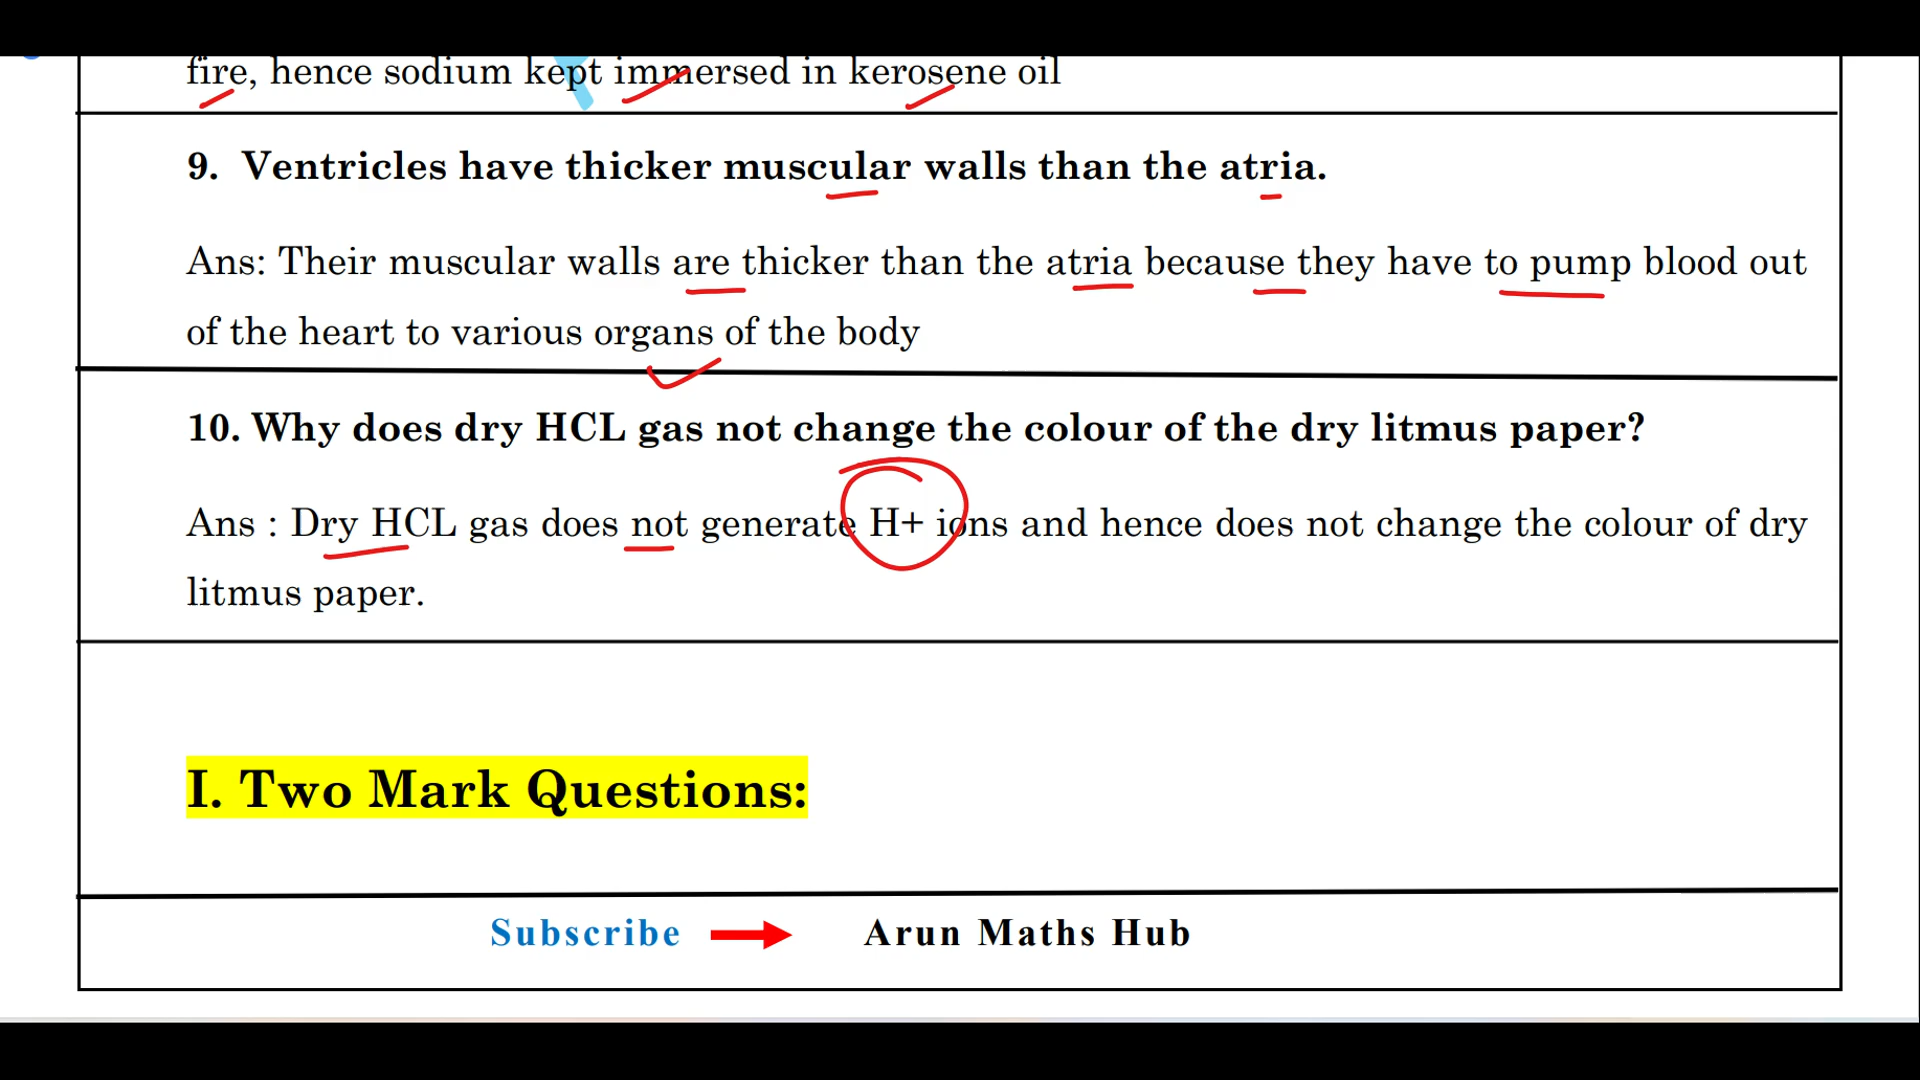 fire, hence sodium kept immersed in kerosene oil
9. Ventricles have thicker muscular walls than the atria.
Ans: Their muscular walls are thicker than the atria because they have to pump blood out
of the heart to various organs of the body
10. Why does dry HCL gas not change the colour of the dry litmus paper?
Ans : Dry HCL gas does not generate H+ ions and hence does not change the colour of dry
litmus paper.
I. Two Mark Questions:
Subscribe Arun Maths Hub